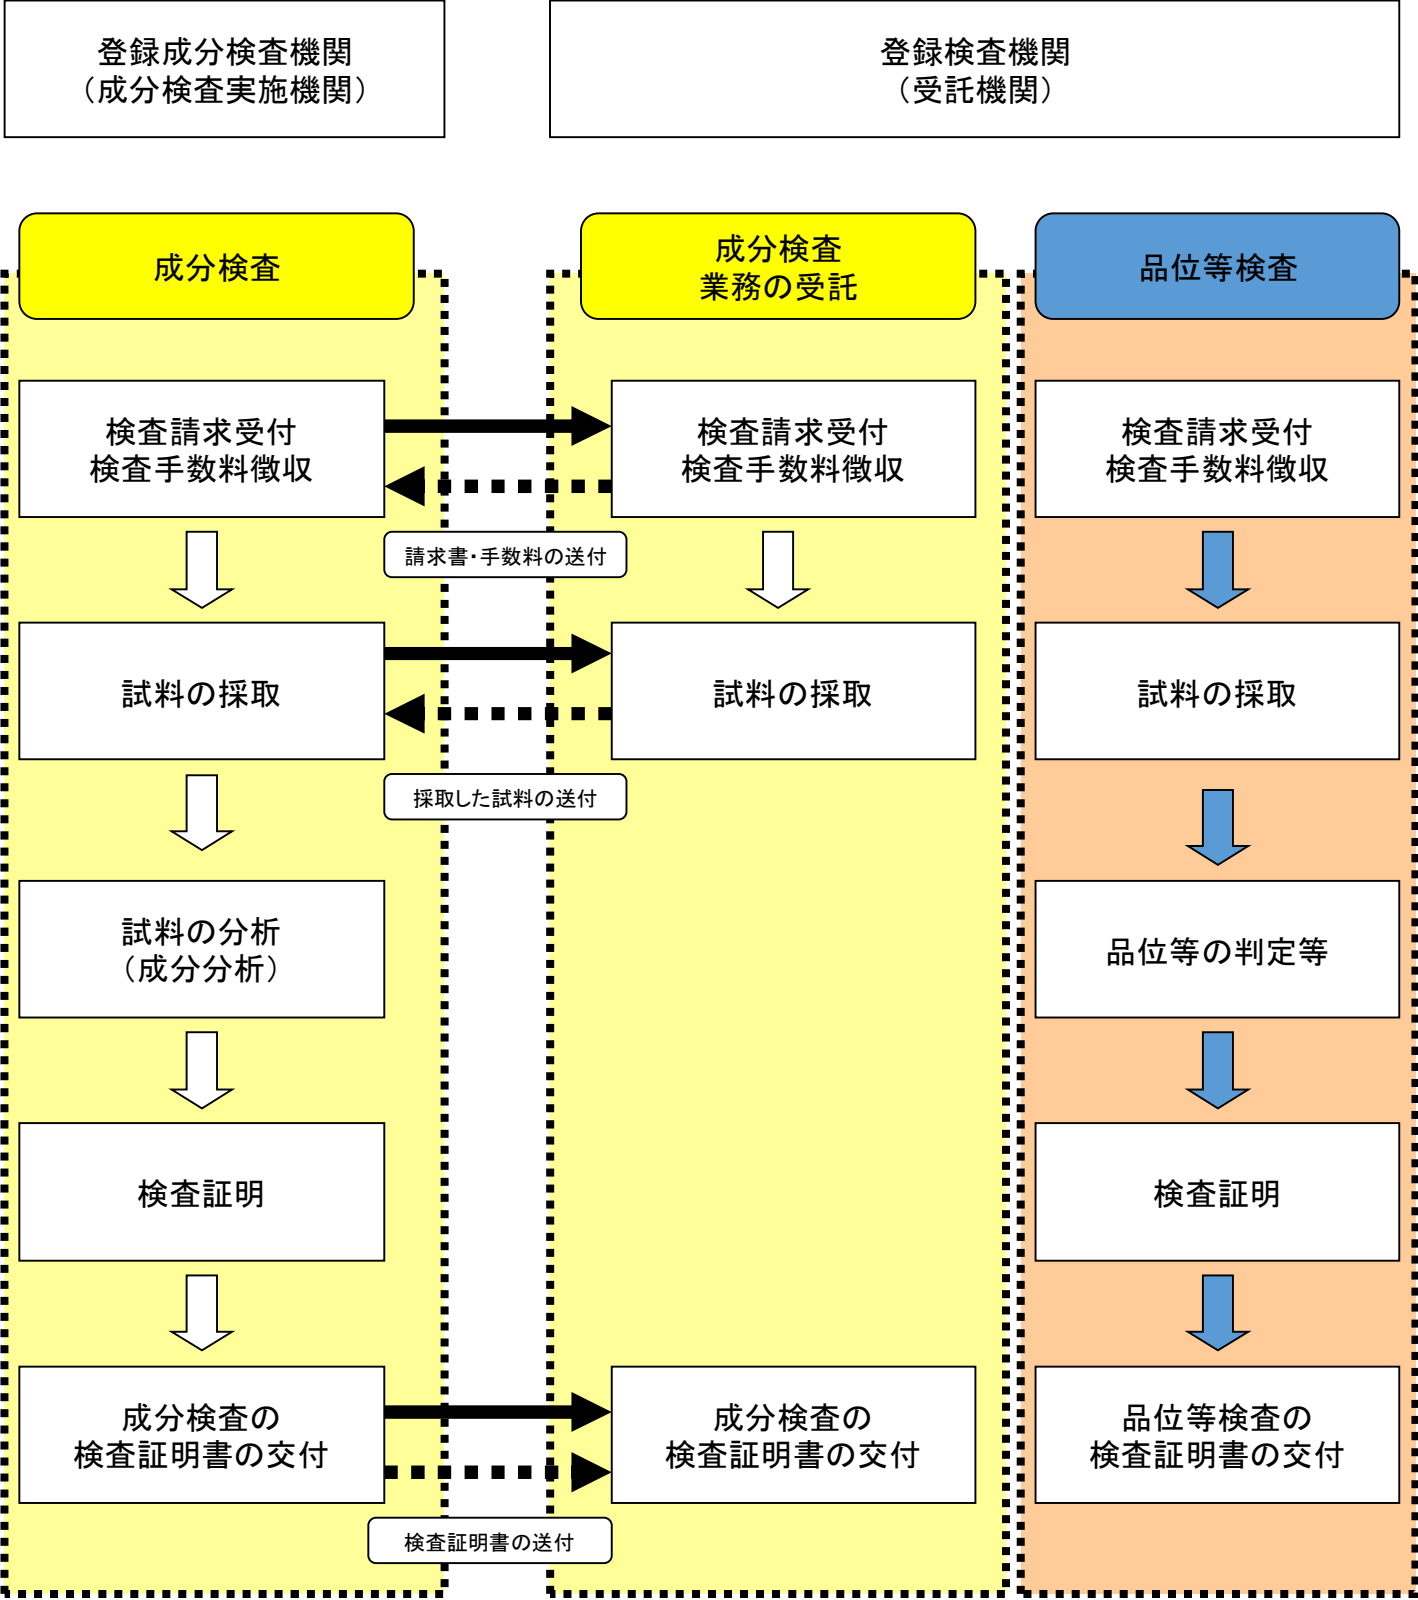 登録成分検査機関
（成分検査実施機関）
登録検査機関
（受託機関）
成分検査
成分検査
業務の受託
品位等検査
検査請求受付
検査手数料徴収
検査請求受付
検査手数料徴収
検査請求受付
検査手数料徴収
請求書・手数料の送付
試料の採取
試料の採取
試料の採取
採取した試料の送付
試料の分析
（成分分析）
品位等の判定等
検査証明
検査証明
成分検査の
検査証明書の交付
成分検査の
検査証明書の交付
品位等検査の
検査証明書の交付
検査証明書の送付